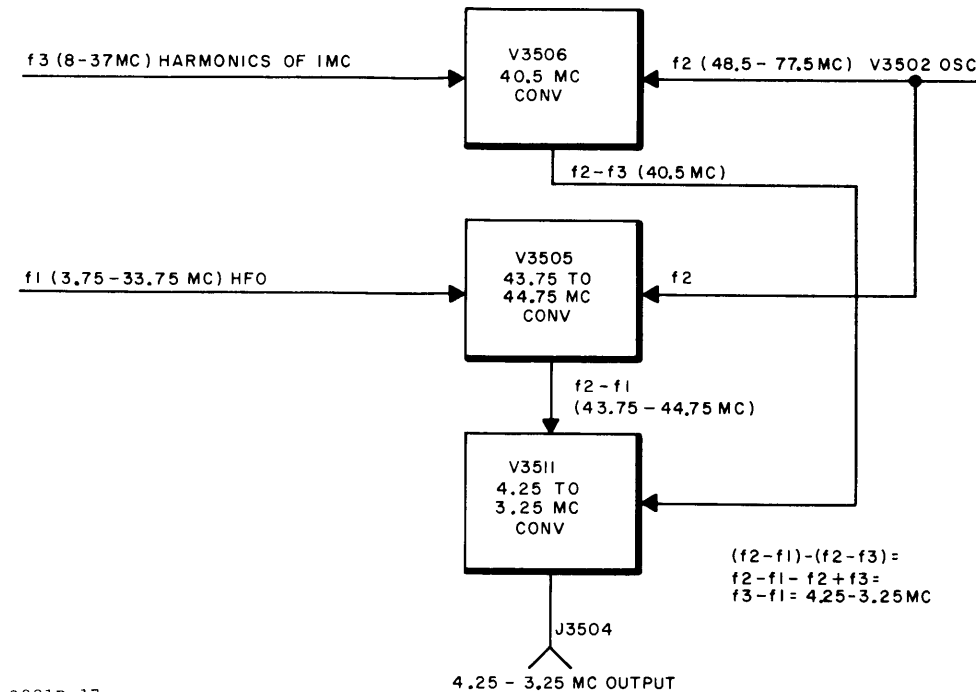 f3 (8-37MC) HARMONICS OF 1MC
V3506
40.5 MC
CONV
f2 (48.5 - 77.5 MC) V3502 OSC
f2-f3 (40.5 MC)
f1 (3.75-33.75 MC) HFO
V3505
43.75 TO
44.75 MC
CONV
f2
f2-f1
(43.75-44.75 MC)
V3511
4.25 TO
3.25 MC
CONV
(f2-f1)-(f2-f3)=
f2-f1-f2+f3=
f3-f1= 4.25-3.25MC
J3504
4.25 - 3.25 MC OUTPUT